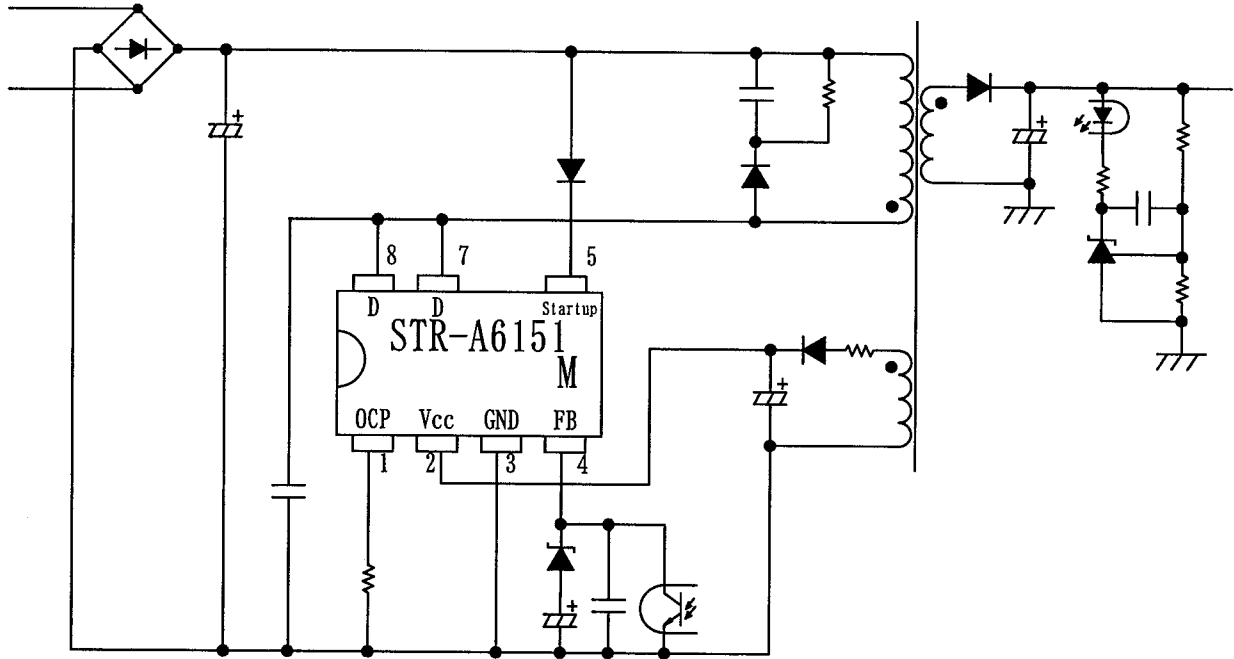 +
+
8 7 5
D D Startup
STR-A6151
M
+
OCP Vcc GND FB
1 2 3 4
+